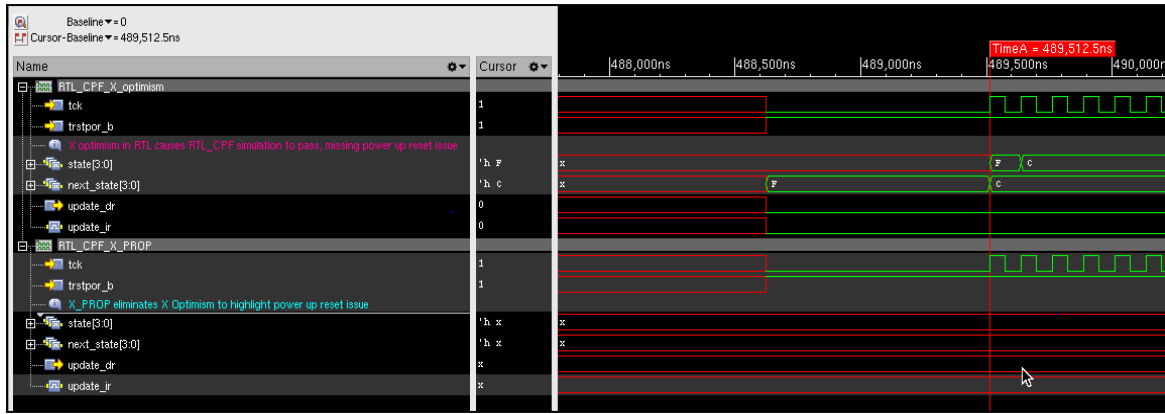 Baseline ▼= 0
Cursor-Baseline ▼= 489,512.5ns
TimeA = 489,512.5ns
Name Cursor 488,000ns 488,500ns 489,000ns 489,500ns 490,000n
RTL_CPF_X_optimism
tck 1
trstpor_b 1
X optimism in RTL causes RTL_CPF simulation to pass, missing power up reset issue
state[3:0] 'h F x F C
next_state[3:0] 'h C x F C
update_dr 0
update_ir 0
RTL_CPF_X_PROP
tck 1
trstpor_b 1
X_PROP eliminates X Optimism to highlight power up reset issue
state[3:0] 'h x x
next_state[3:0] 'h x x
update_dr x
update_ir x